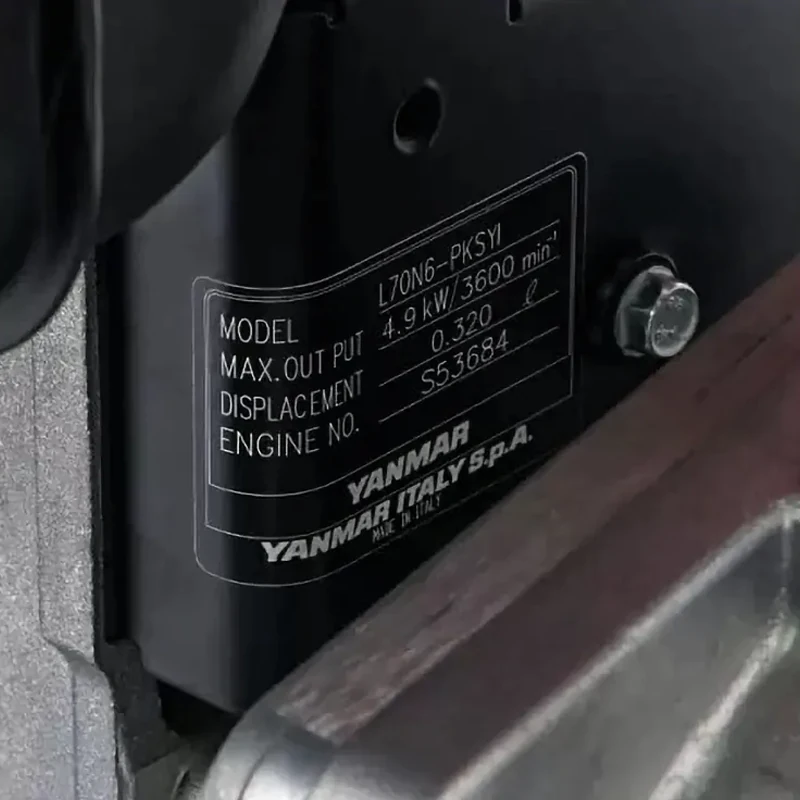 MODEL L70N6-PKSYI
MAX. OUT PUT 4.9 kW/3600 min⁻¹
DISPLACEMENT 0.320 ℓ
ENGINE NO. S53684
YANMAR
YANMAR ITALY S.p.A.
MADE IN ITALY